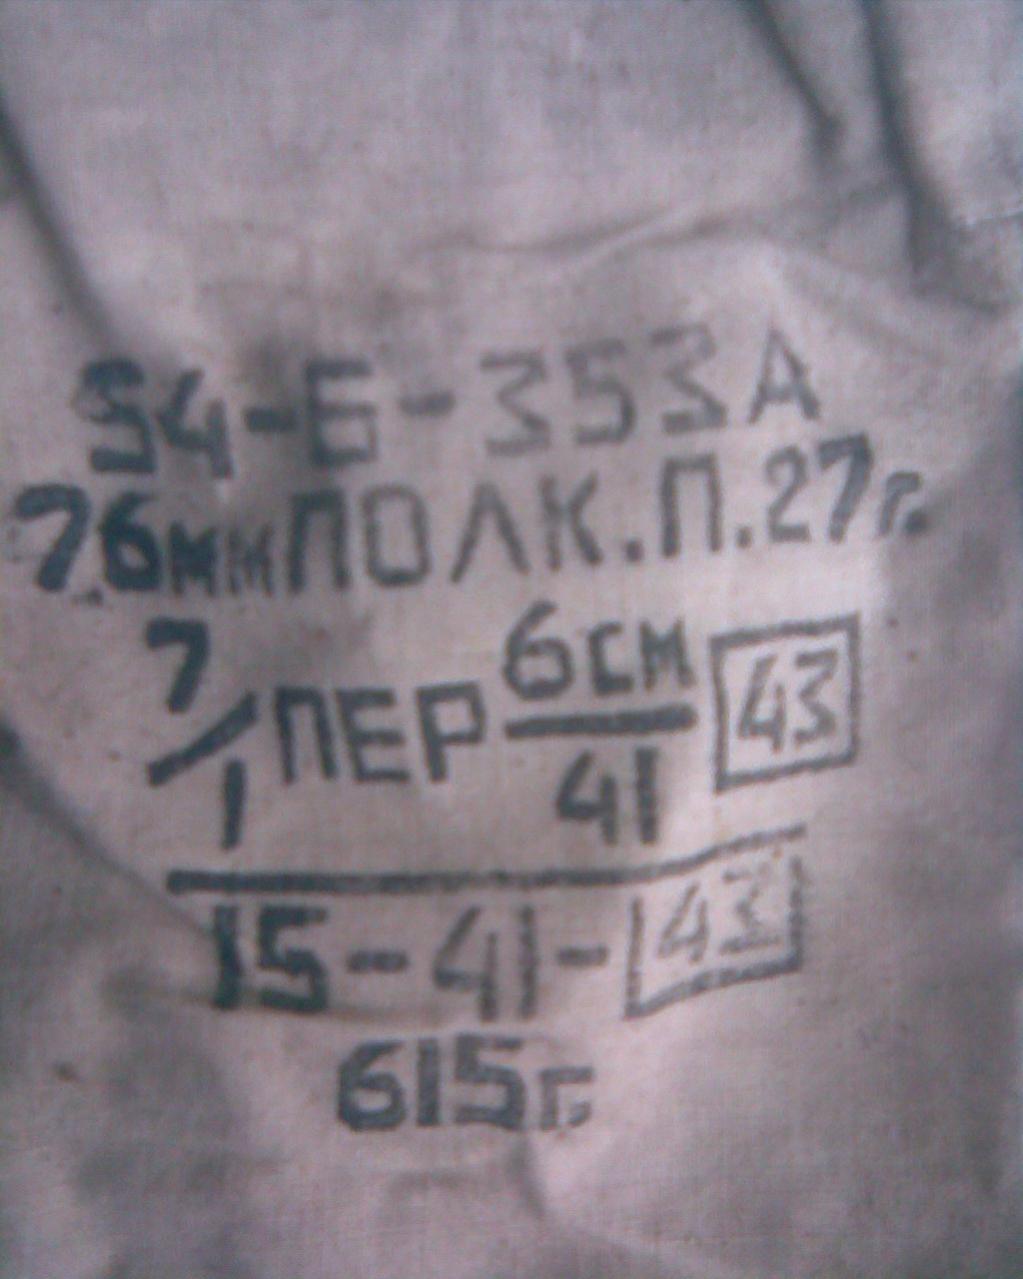 54-Б-353А
76мм ПОЛК.П.27г.
7/1 ПЕР 6СМ/41 43
15-41-43
615г.